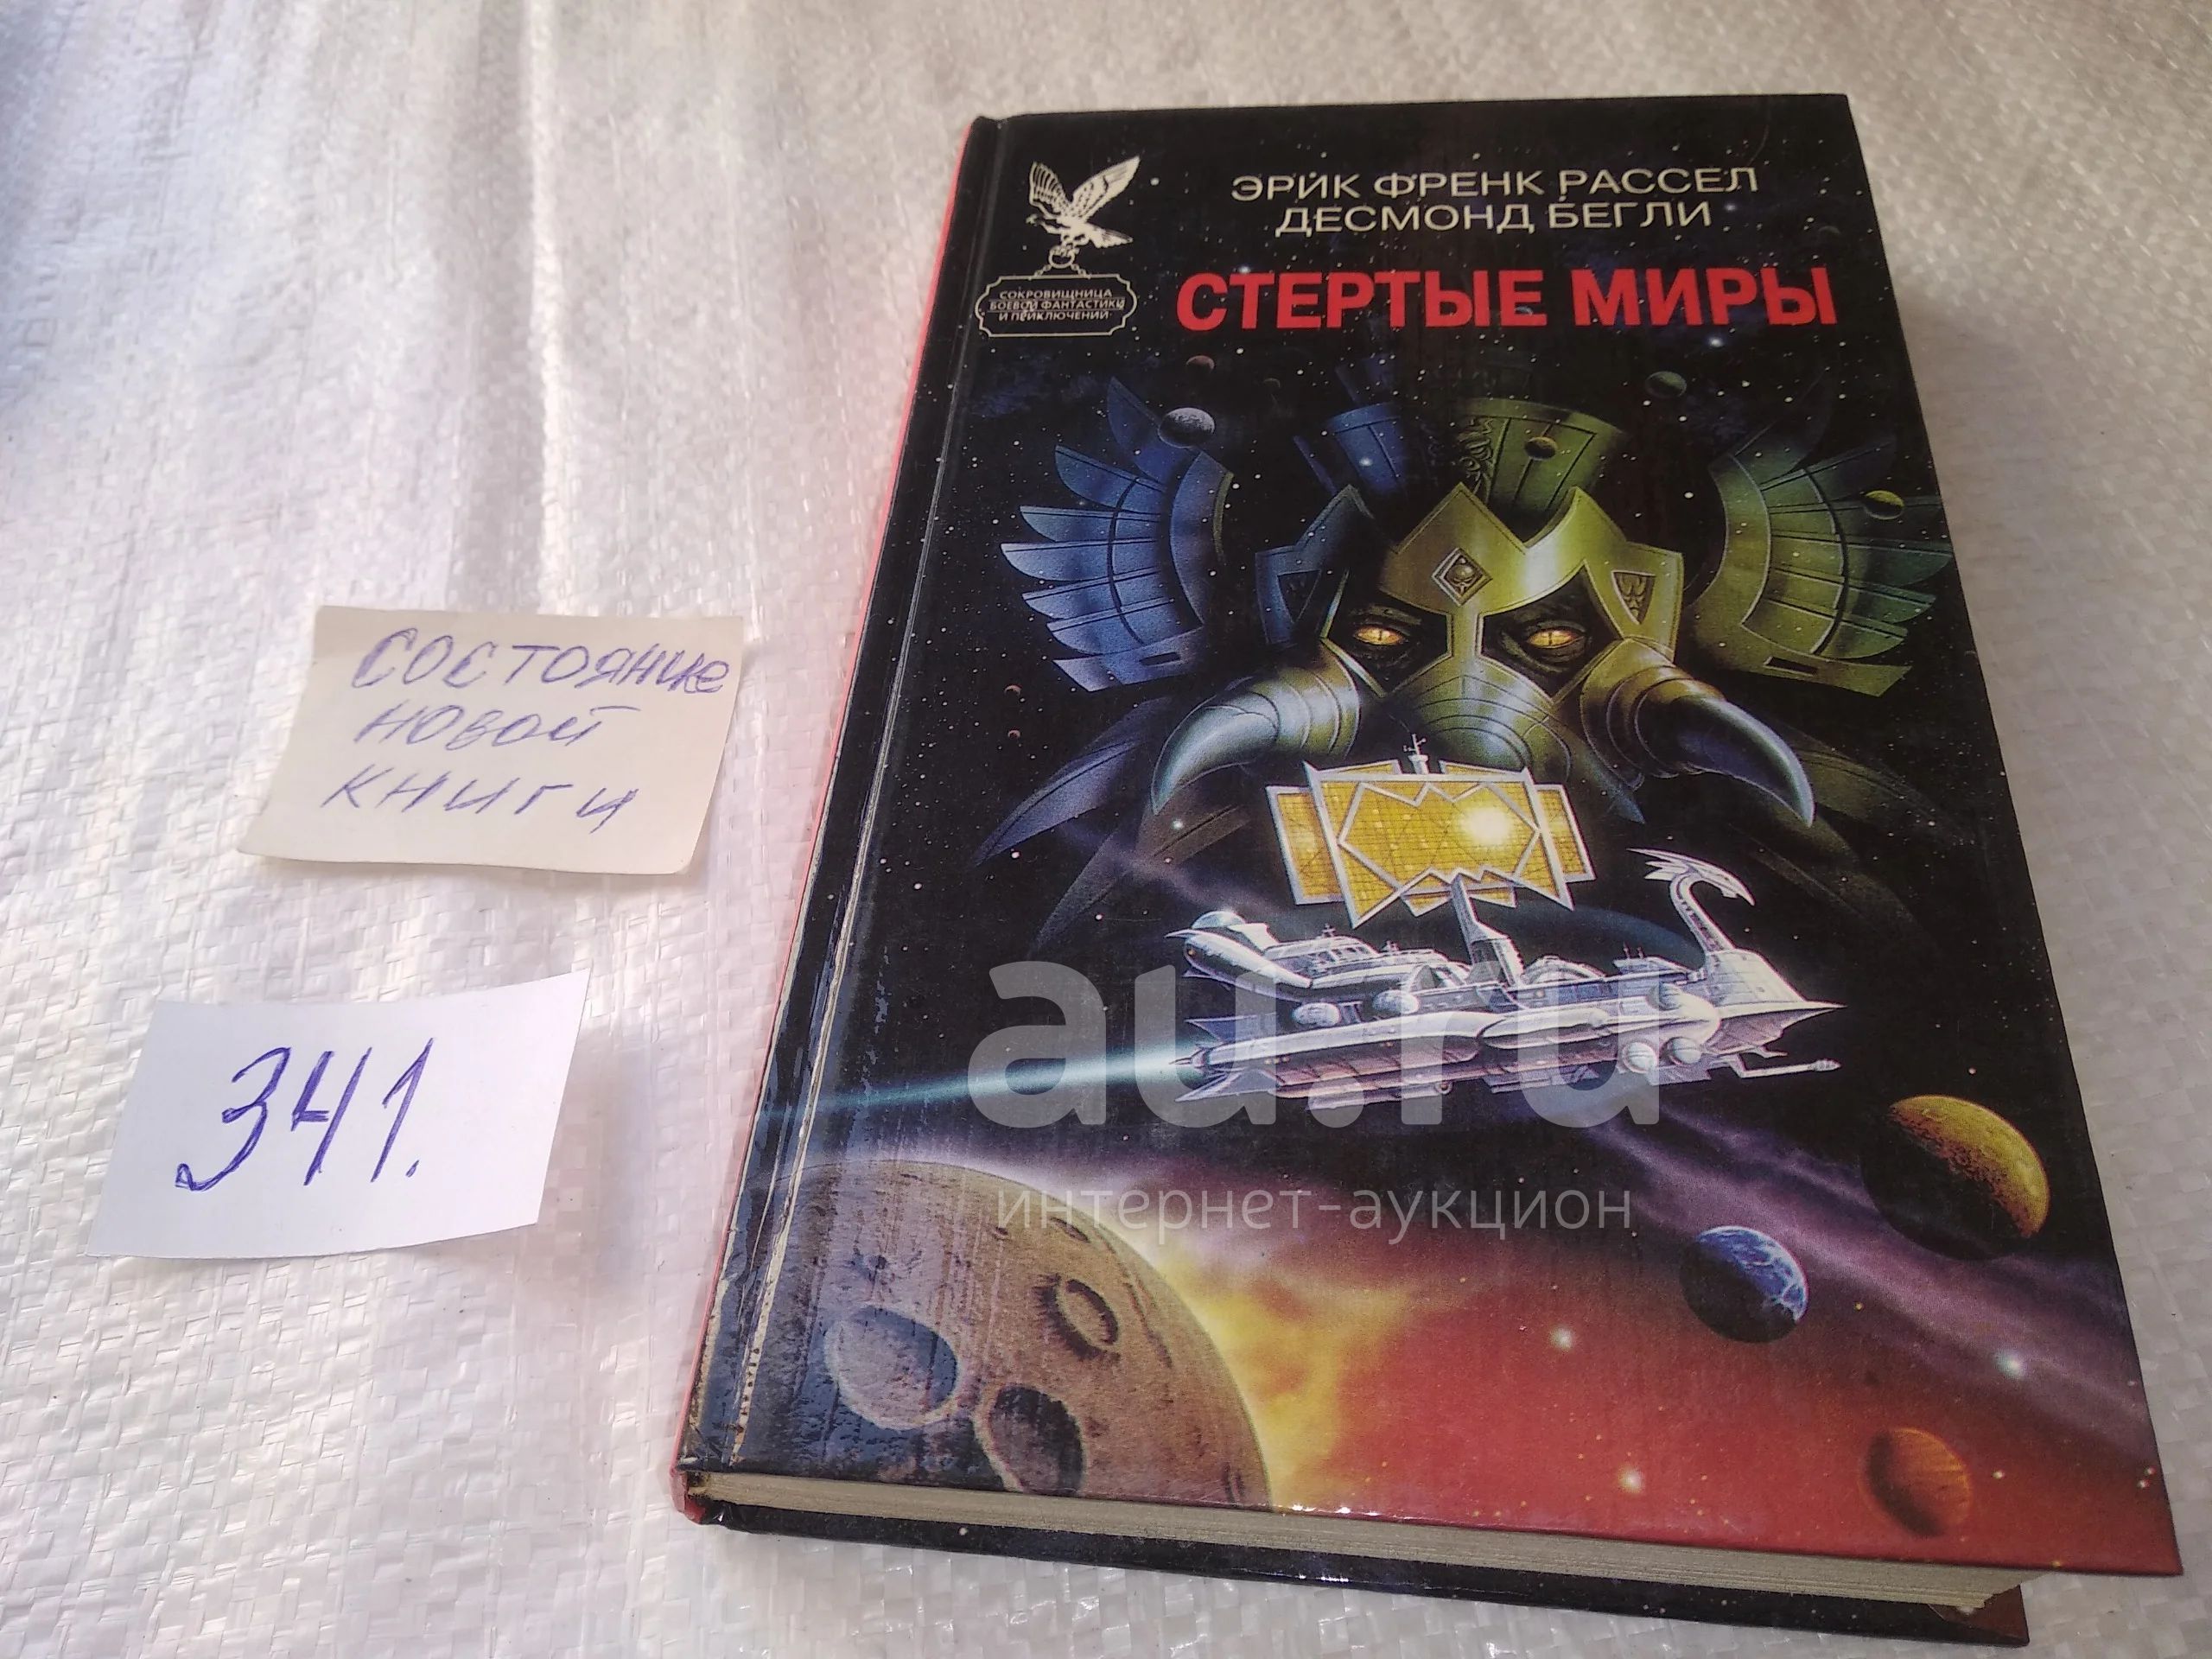 ЭРИК ФРЕНК РАССЕЛ
ДЕСМОНД БЕГЛИ
СТЕРТЫЕ МИРЫ
СОКРОВИЩНИЦА
БОЕВОЙ ФАНТАСТИКИ
И ПРИКЛЮЧЕНИЙ
СОСТОЯНИЕ
НОВОЙ
КНИГИ
341.
au.ru
интернет-аукцион